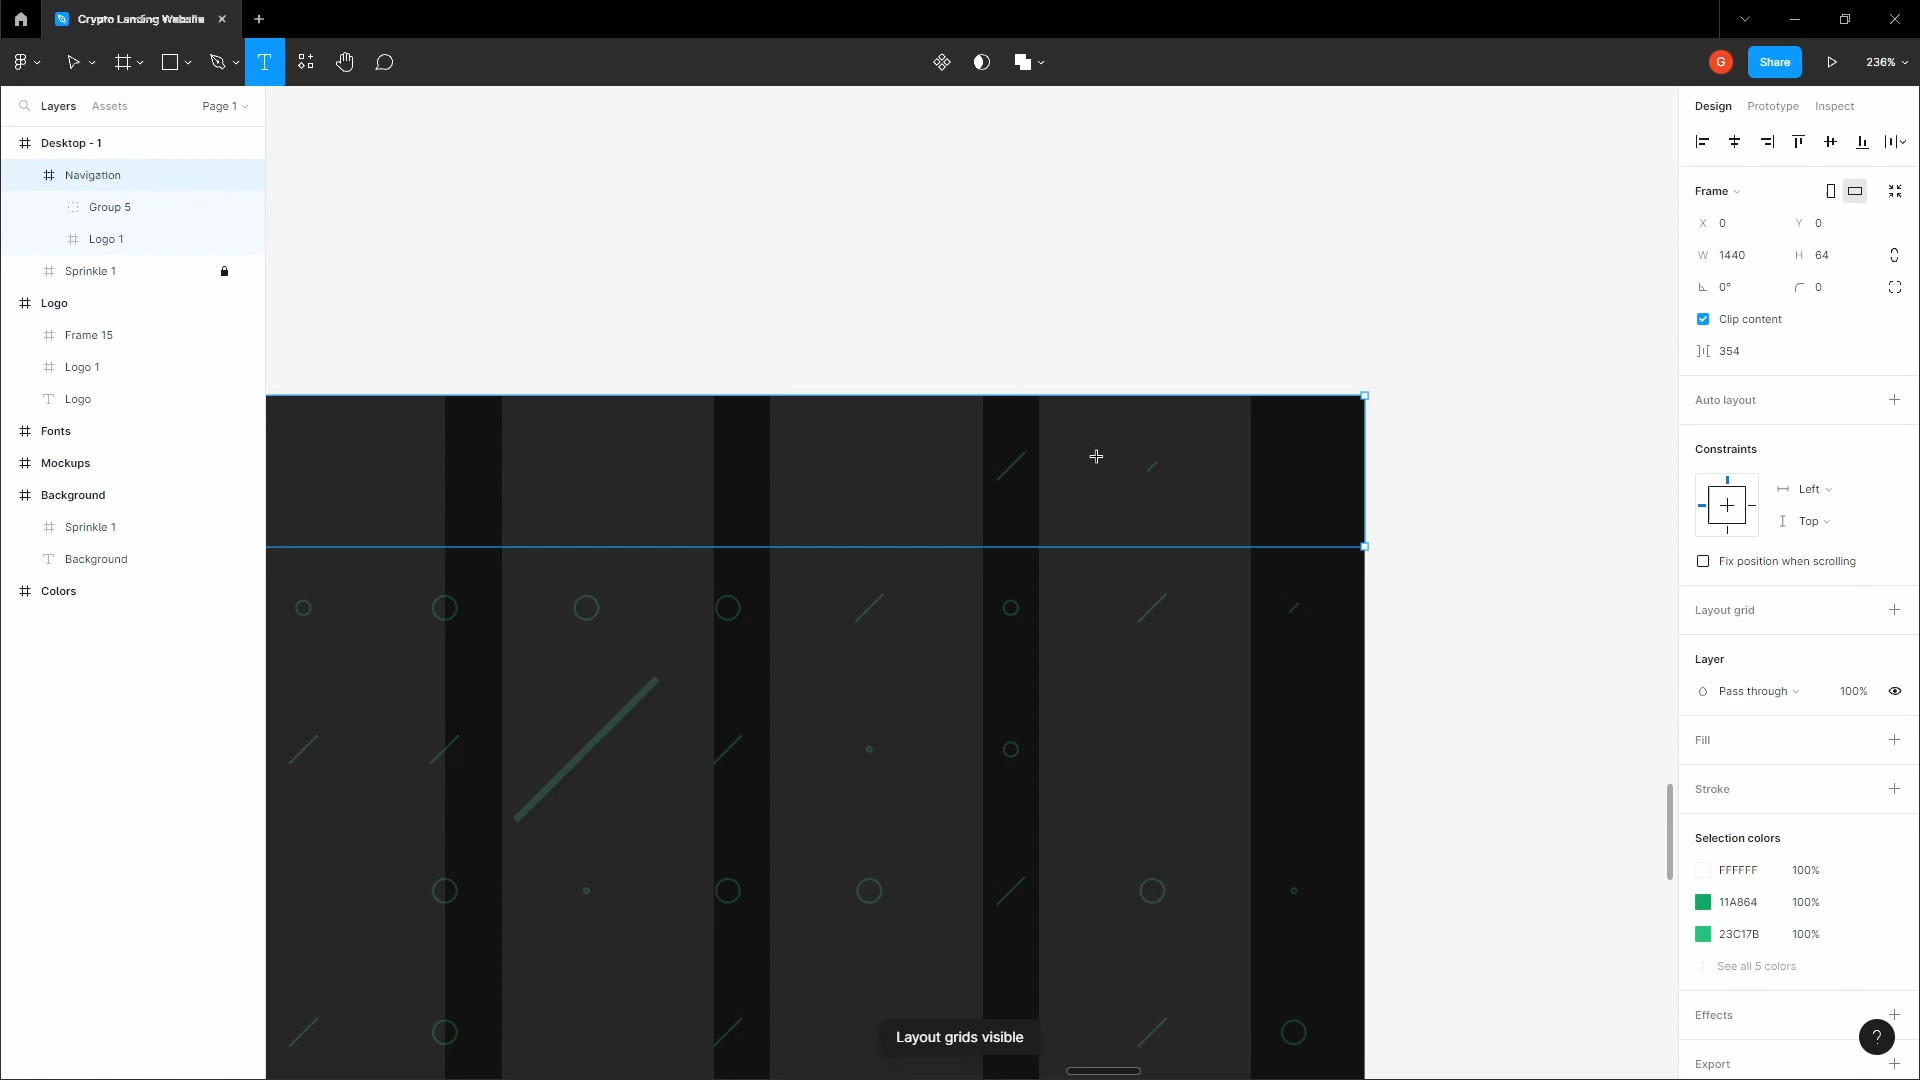 Crypto Landing Website
Share
236%
Layers
Assets
Page 1
Desktop - 1
Navigation
Group 5
Logo 1
Sprinkle 1
Logo
Frame 15
Logo 1
Logo
Fonts
Mockups
Background
Sprinkle 1
Background
Colors
Layout grids visible
Design
Prototype
Inspect
Frame
X 0 Y 0
W 1440 H 64
0° 0
Clip content
354
Auto layout
Constraints
Left
Top
Fix position when scrolling
Layout grid
Layer
Pass through 100%
Fill
Stroke
Selection colors
FFFFFF 100%
11A864 100%
23C17B 100%
See all 5 colors
Effects
Export
G
?